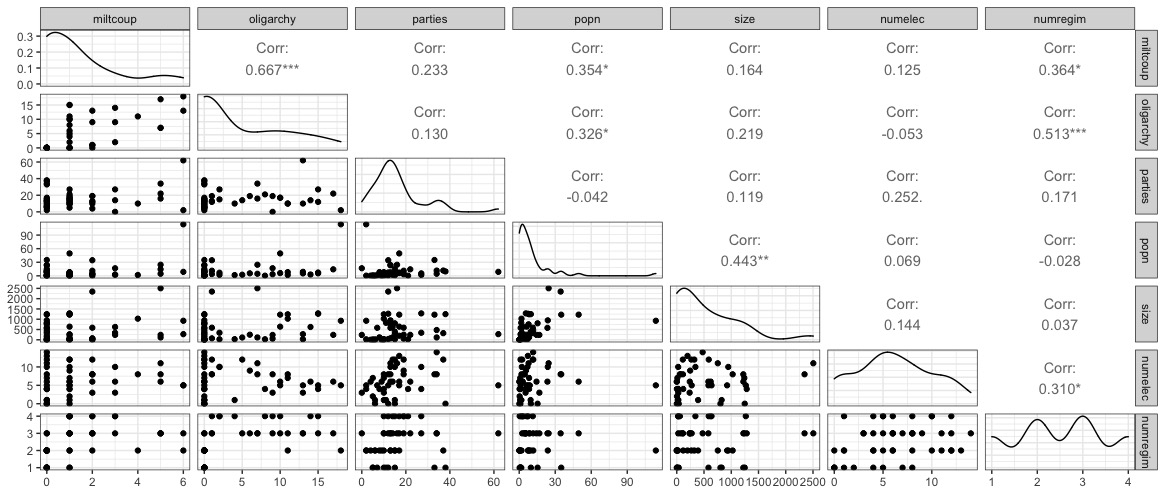 miltcoup oligarchy parties popn size numelec numregim
0.3
0.2
0.1
0.0
Corr: Corr: Corr: Corr: Corr: Corr:
0.667*** 0.233 0.354* 0.164 0.125 0.364*
miltcoup
15
10
5
0
Corr: Corr: Corr: Corr: Corr:
0.130 0.326* 0.219 -0.053 0.513***
oligarchy
60
40
20
0
Corr: Corr: Corr: Corr:
-0.042 0.119 0.252. 0.171
parties
90
60
30
0
Corr: Corr: Corr:
0.443** 0.069 -0.028
popn
2500
2000
1500
1000
500
0
Corr: Corr:
0.144 0.037
size
10
5
0
Corr:
0.310*
numelec
4
3
2
1
numregim
0 2 4 6 0 5 10 15 0 20 40 60 0 30 60 90 0 500 1000 1500 2000 2500 0 5 10 1 2 3 4